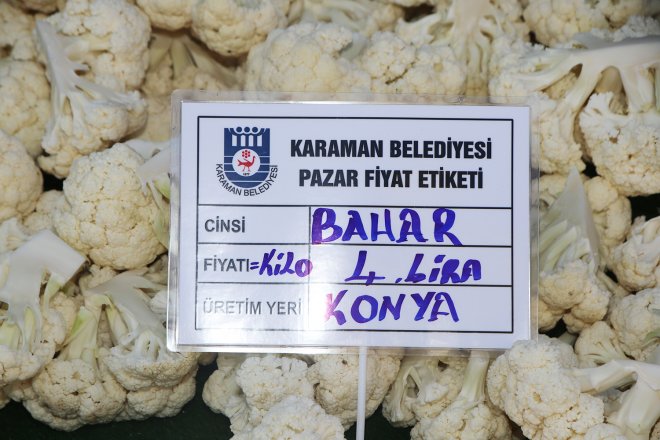 KARAMAN BELEDİYESİ
KARAMAN BELEDİYESİ
PAZAR FİYAT ETİKETİ
CİNSİ BAHAR
FİYATI =Kilo 4.Lira
ÜRETİM YERİ KONYA